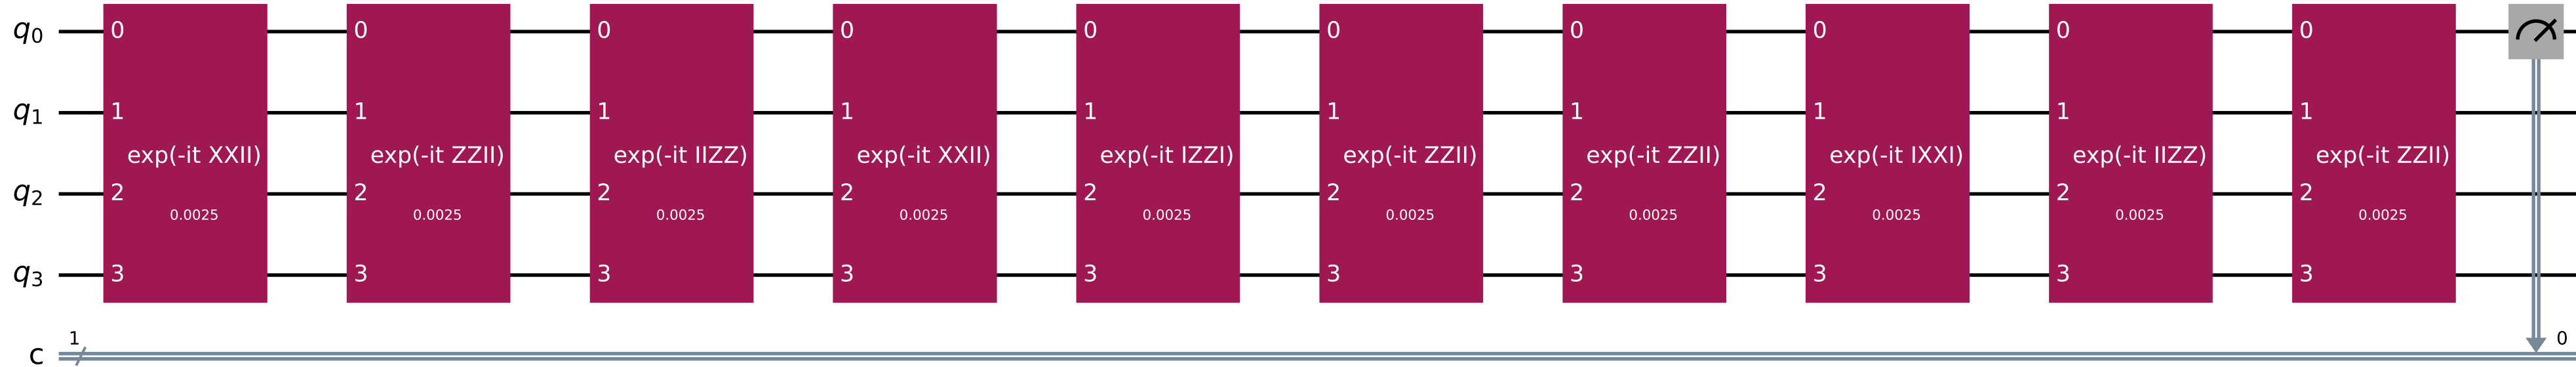 q0 0 0 0 0 0 0 0 0 0 0
q1 1 1 1 1 1 1 1 1 1 1
exp(-it XXII) exp(-it ZZII) exp(-it IIZZ) exp(-it XXII) exp(-it IZZI) exp(-it ZZII) exp(-it ZZII) exp(-it IXXI) exp(-it IIZZ) exp(-it ZZII)
q2 2 2 2 2 2 2 2 2 2 2
0.0025 0.0025 0.0025 0.0025 0.0025 0.0025 0.0025 0.0025 0.0025 0.0025
q3 3 3 3 3 3 3 3 3 3 3
1 0
c